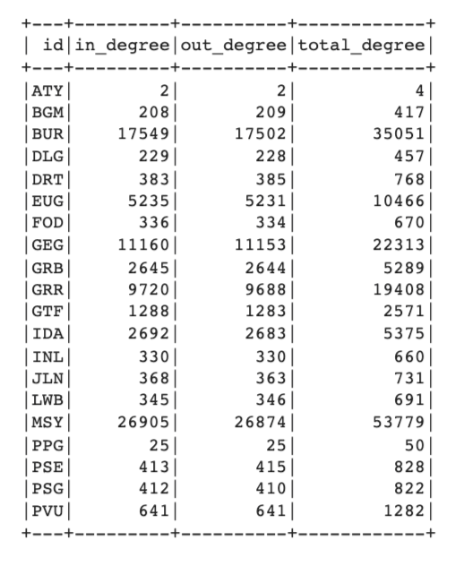 +---+---------+----------+------------+
| id|in_degree|out_degree|total_degree|
+---+---------+----------+------------+
|ATY|        2|         2|           4|
|BGM|      208|       209|         417|
|BUR|    17549|     17502|       35051|
|DLG|      229|       228|         457|
|DRT|      383|       385|         768|
|EUG|     5235|      5231|       10466|
|FOD|      336|       334|         670|
|GEG|    11160|     11153|       22313|
|GRB|     2645|      2644|        5289|
|GRR|     9720|      9688|       19408|
|GTF|     1288|      1283|        2571|
|IDA|     2692|      2683|        5375|
|INL|      330|       330|         660|
|JLN|      368|       363|         731|
|LWB|      345|       346|         691|
|MSY|    26905|     26874|       53779|
|PPG|       25|        25|          50|
|PSE|      413|       415|         828|
|PSG|      412|       410|         822|
|PVU|      641|       641|        1282|
+---+---------+----------+------------+